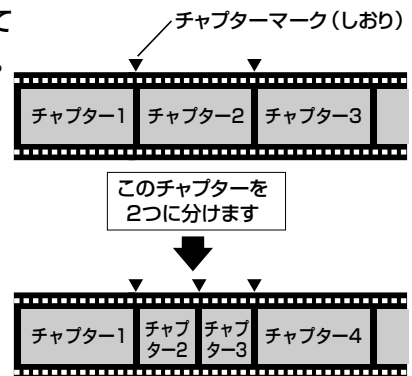 て
。
チャプターマーク（しおり）
チャプター1 チャプター2 チャプター3
このチャプターを
2つに分けます
チャプター1 チャプター2 チャプター3 チャプター4